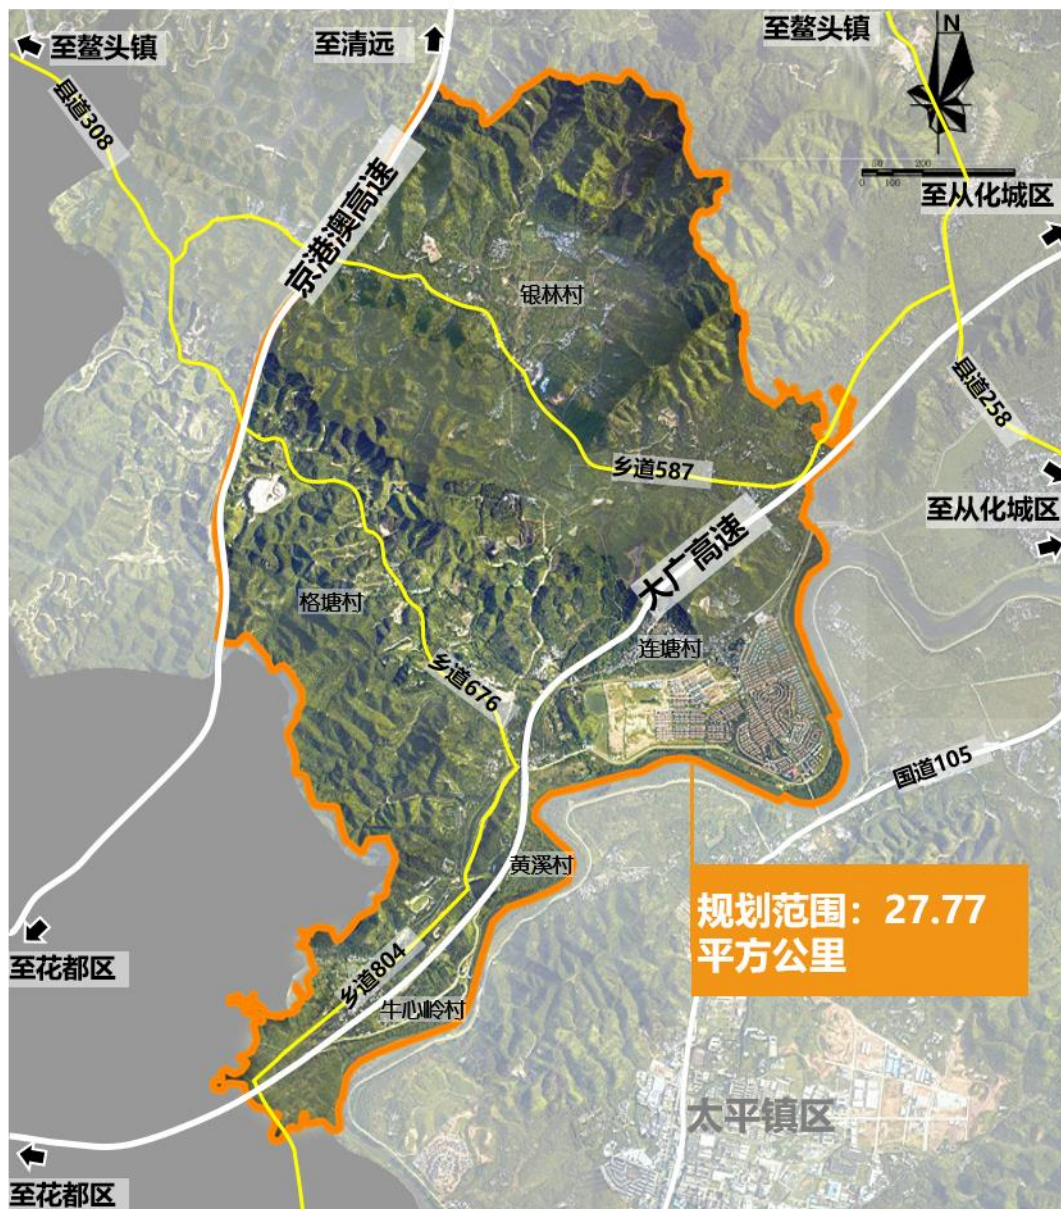 至鳌头镇
至清远
至鳌头镇
N
县道308
京港澳高速
50 200
0 100
至从化城区
银林村
县道258
乡道587
至从化城区
大广高速
格塘村
连塘村
乡道676
国道105
黄溪村
规划范围：27.77
平方公里
至花都区
乡道804
牛心岭村
太平镇区
至花都区